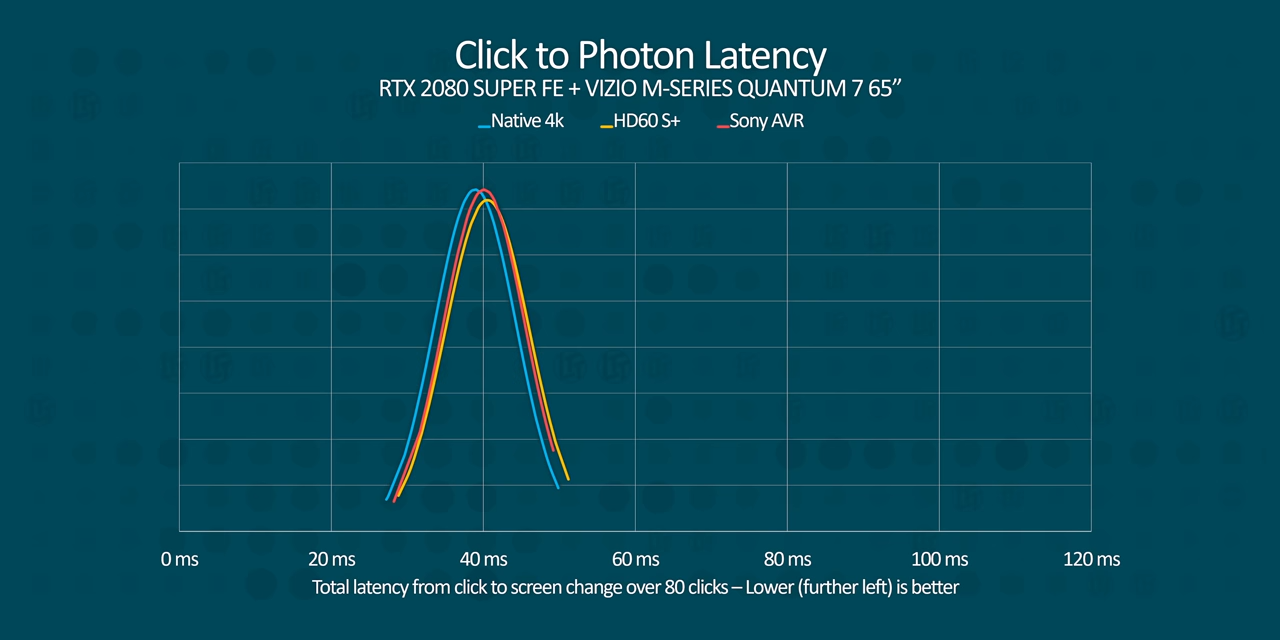 Click to Photon Latency
RTX 2080 SUPER FE + VIZIO M-SERIES QUANTUM 7 65”
Native 4k HD60 S+ Sony AVR
0 ms 20 ms 40 ms 60 ms 80 ms 100 ms 120 ms
Total latency from click to screen change over 80 clicks – Lower (further left) is better